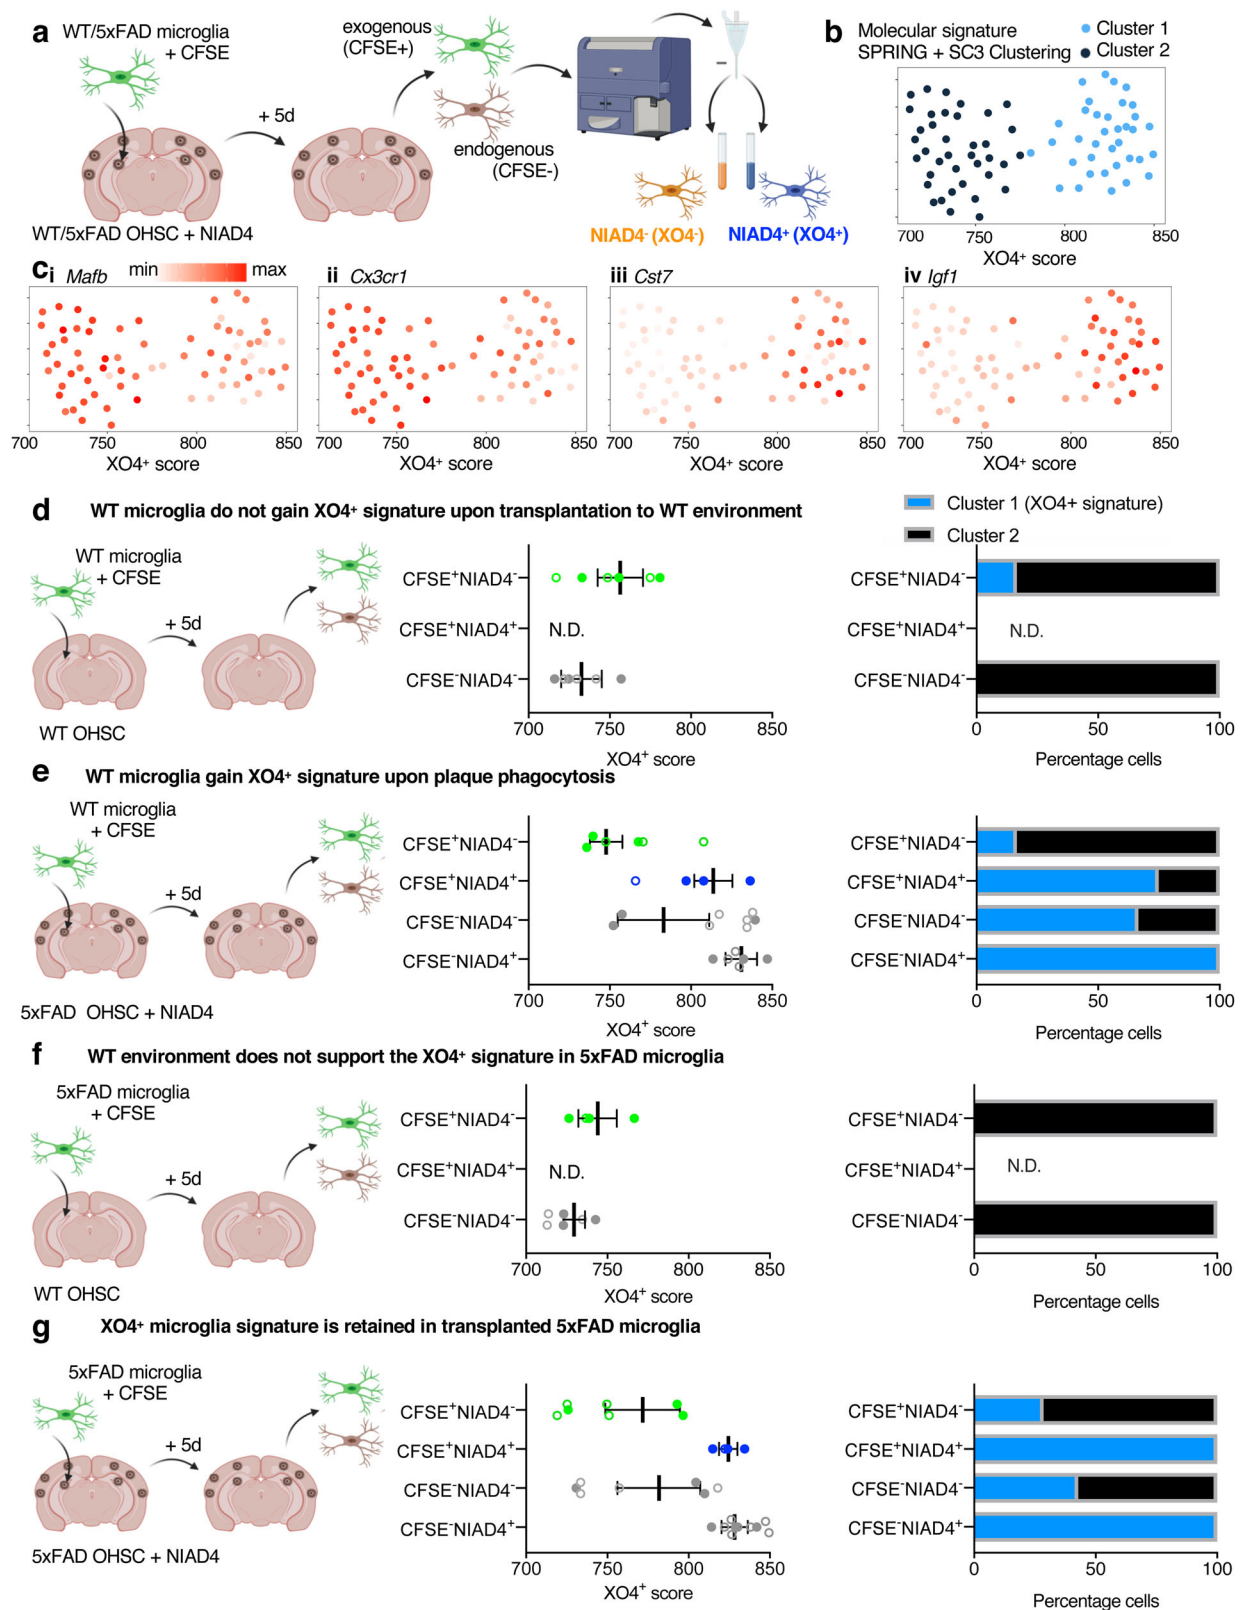 a
WT/5xFAD microglia
+ CFSE
+ 5d
exogenous
(CFSE+)
endogenous
(CFSE-)
WT/5xFAD OHSC + NIAD4
NIAD4⁻ (XO4⁻)
NIAD4⁺ (XO4⁺)
b
Molecular signature
SPRING + SC3 Clustering
Cluster 1
Cluster 2
700 750 800 850
XO4⁺ score
c
i Mafb
min max
700 750 800 850
XO4⁺ score
ii Cx3cr1
700 750 800 850
XO4⁺ score
iii Cst7
700 750 800 850
XO4⁺ score
iv Igf1
700 750 800 850
XO4⁺ score
d WT microglia do not gain XO4⁺ signature upon transplantation to WT environment
Cluster 1 (XO4+ signature)
Cluster 2
WT microglia
+ CFSE
+ 5d
WT OHSC
CFSE⁺NIAD4⁻
CFSE⁺NIAD4⁺
N.D.
CFSE⁻NIAD4⁻
700 750 800 850
XO4⁺ score
CFSE⁺NIAD4⁻
CFSE⁺NIAD4⁺
N.D.
CFSE⁻NIAD4⁻
0 50 100
Percentage cells
e WT microglia gain XO4⁺ signature upon plaque phagocytosis
WT microglia
+ CFSE
+ 5d
5xFAD OHSC + NIAD4
CFSE⁺NIAD4⁻
CFSE⁺NIAD4⁺
CFSE⁻NIAD4⁻
CFSE⁻NIAD4⁺
700 750 800 850
XO4⁺ score
CFSE⁺NIAD4⁻
CFSE⁺NIAD4⁺
CFSE⁻NIAD4⁻
CFSE⁻NIAD4⁺
0 50 100
Percentage cells
f WT environment does not support the XO4⁺ signature in 5xFAD microglia
5xFAD microglia
+ CFSE
+ 5d
WT OHSC
CFSE⁺NIAD4⁻
CFSE⁺NIAD4⁺
N.D.
CFSE⁻NIAD4⁻
700 750 800 850
XO4⁺ score
CFSE⁺NIAD4⁻
CFSE⁺NIAD4⁺
N.D.
CFSE⁻NIAD4⁻
0 50 100
Percentage cells
g XO4⁺ microglia signature is retained in transplanted 5xFAD microglia
5xFAD microglia
+ CFSE
+ 5d
5xFAD OHSC + NIAD4
CFSE⁺NIAD4⁻
CFSE⁺NIAD4⁺
CFSE⁻NIAD4⁻
CFSE⁻NIAD4⁺
700 750 800 850
XO4⁺ score
CFSE⁺NIAD4⁻
CFSE⁺NIAD4⁺
CFSE⁻NIAD4⁻
CFSE⁻NIAD4⁺
0 50 100
Percentage cells